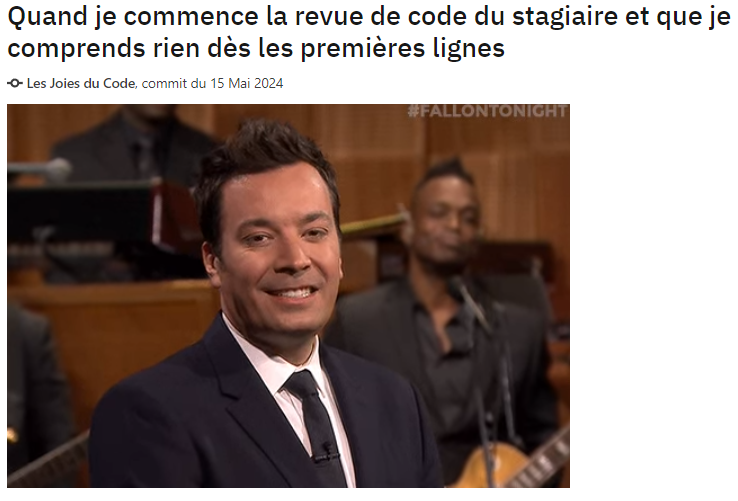 Quand je commence la revue de code du stagiaire et que je
comprends rien dès les premières lignes
Les Joies du Code, commit du 15 Mai 2024
#FALLONTONIGHT